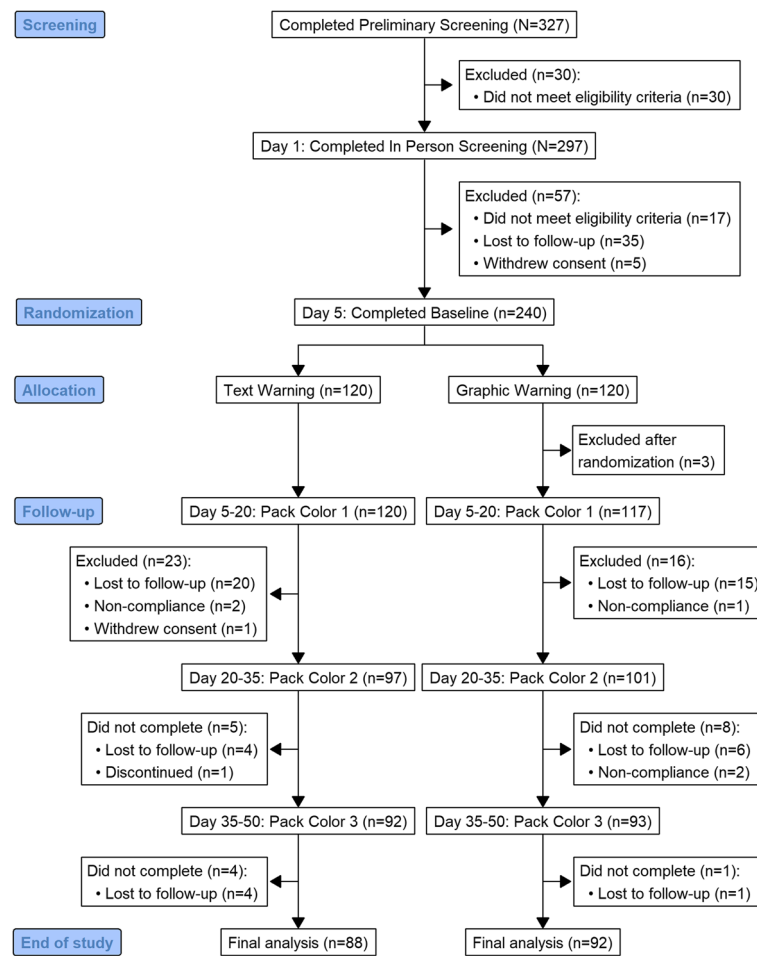 Screening
Completed Preliminary Screening (N=327)
Excluded (n=30):
• Did not meet eligibility criteria (n=30)
Day 1: Completed In Person Screening (N=297)
Excluded (n=57):
• Did not meet eligibility criteria (n=17)
• Lost to follow-up (n=35)
• Withdrew consent (n=5)
Randomization
Day 5: Completed Baseline (n=240)
Allocation
Text Warning (n=120)
Graphic Warning (n=120)
Excluded after
randomization (n=3)
Follow-up
Day 5-20: Pack Color 1 (n=120)
Day 5-20: Pack Color 1 (n=117)
Excluded (n=23):
• Lost to follow-up (n=20)
• Non-compliance (n=2)
• Withdrew consent (n=1)
Excluded (n=16):
• Lost to follow-up (n=15)
• Non-compliance (n=1)
Day 20-35: Pack Color 2 (n=97)
Day 20-35: Pack Color 2 (n=101)
Did not complete (n=5):
• Lost to follow-up (n=4)
• Discontinued (n=1)
Did not complete (n=8):
• Lost to follow-up (n=6)
• Non-compliance (n=2)
Day 35-50: Pack Color 3 (n=92)
Day 35-50: Pack Color 3 (n=93)
Did not complete (n=4):
• Lost to follow-up (n=4)
Did not complete (n=1):
• Lost to follow-up (n=1)
End of study
Final analysis (n=88)
Final analysis (n=92)